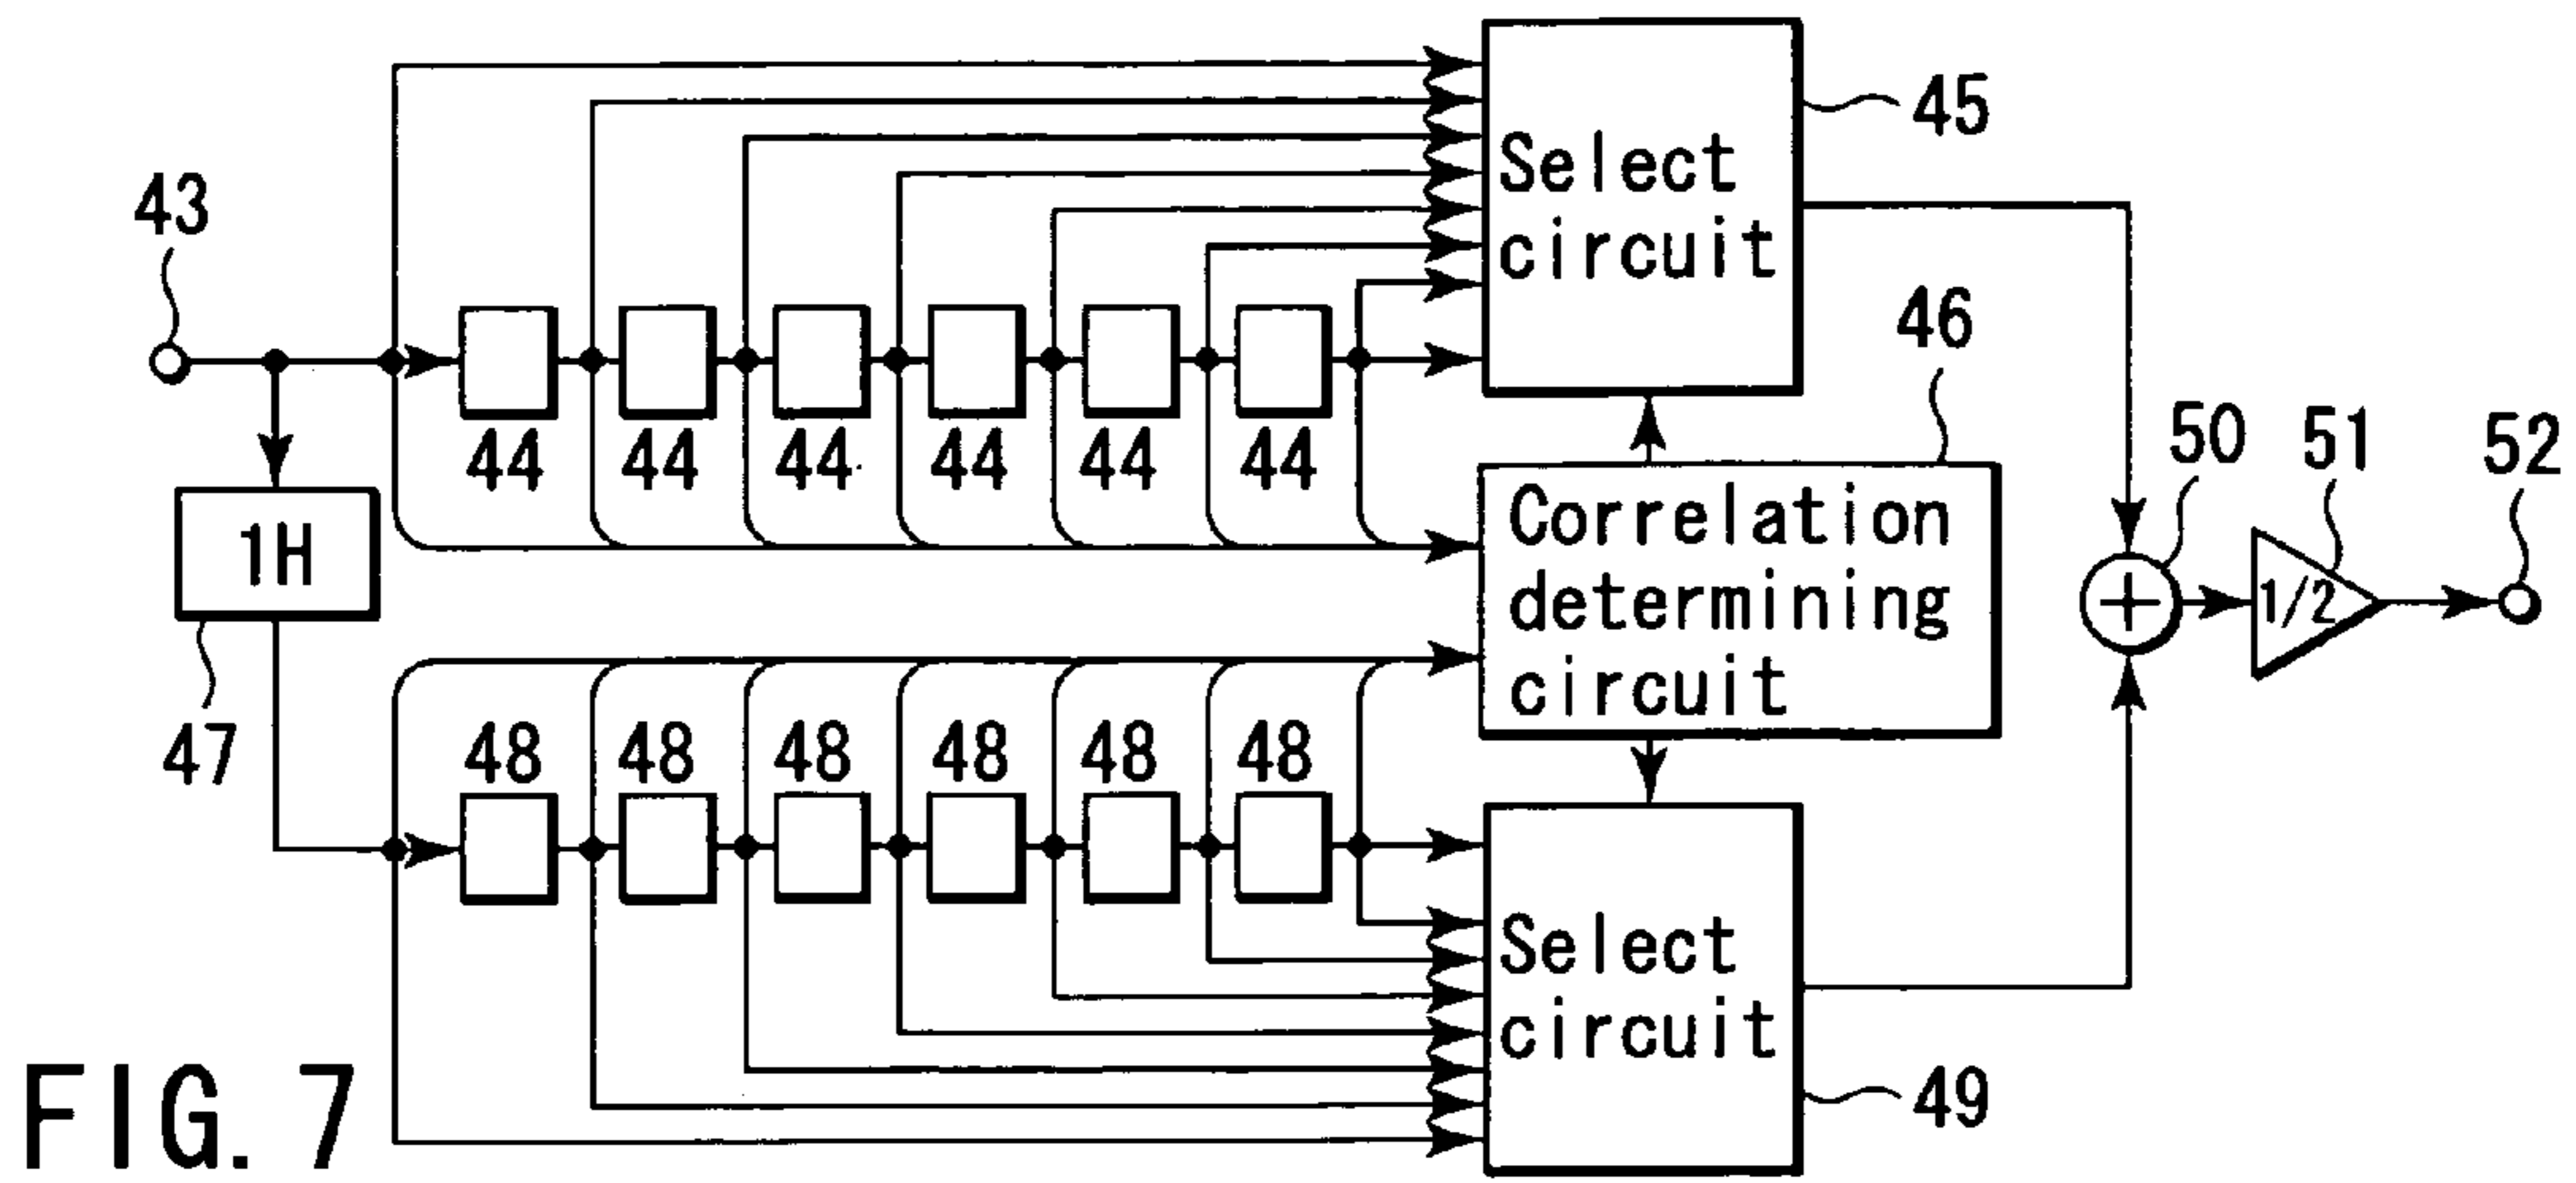 45
Select
circuit
43
46
44 44 44 44 44 44
50 51 52
1H
Correlation
determining
circuit
1/2
47
48 48 48 48 48 48
Select
circuit
49
FIG. 7